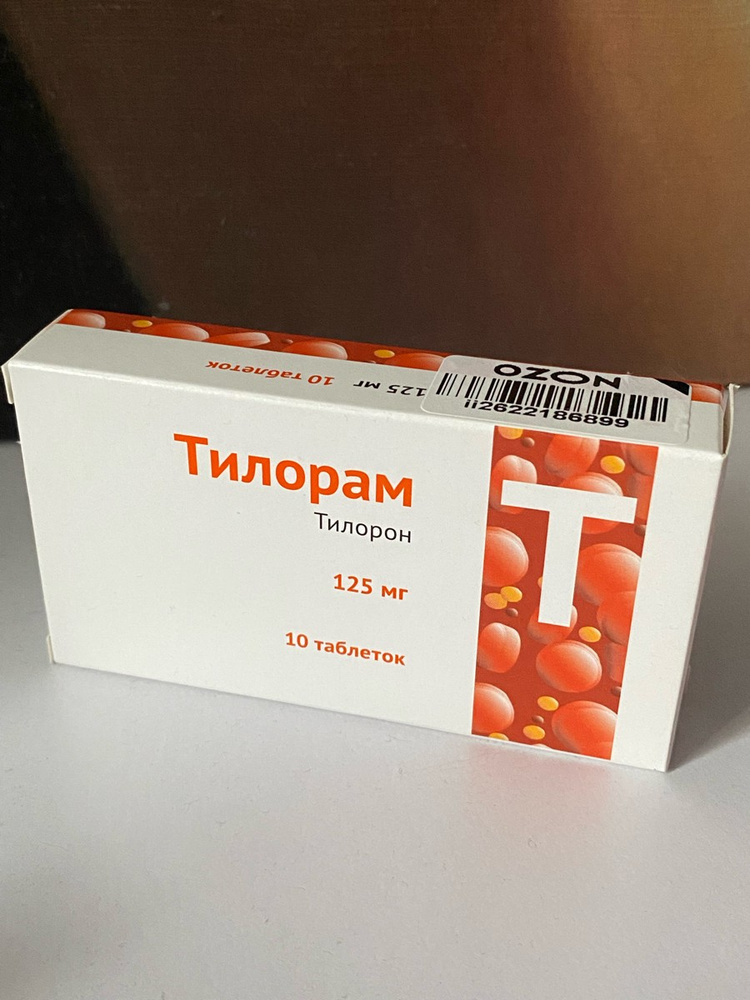 10 таблеток 125 мг
OZON
ii2622186899
Тилорам
Тилорон
125 мг
10 таблеток
Т